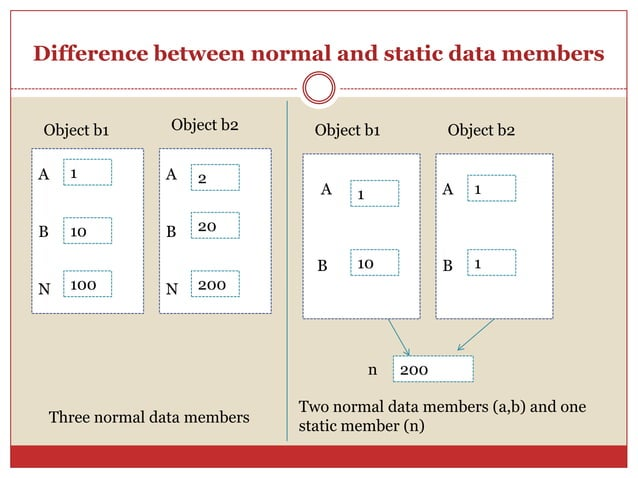 Difference between normal and static data members
Object b1
A 1
B 10
N 100
Object b2
A 2
B 20
N 200
Three normal data members
Object b1
A 1
B 10
Object b2
A 1
B 1
n 200
Two normal data members (a,b) and one
static member (n)